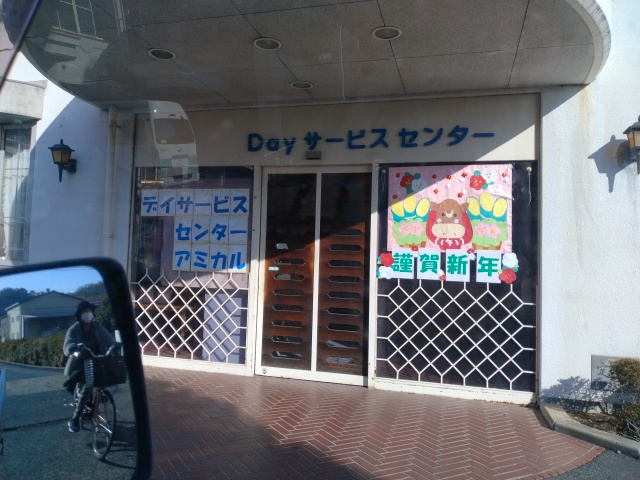 Day サービス センター
デイサービス
センター
アミカル
謹賀新年